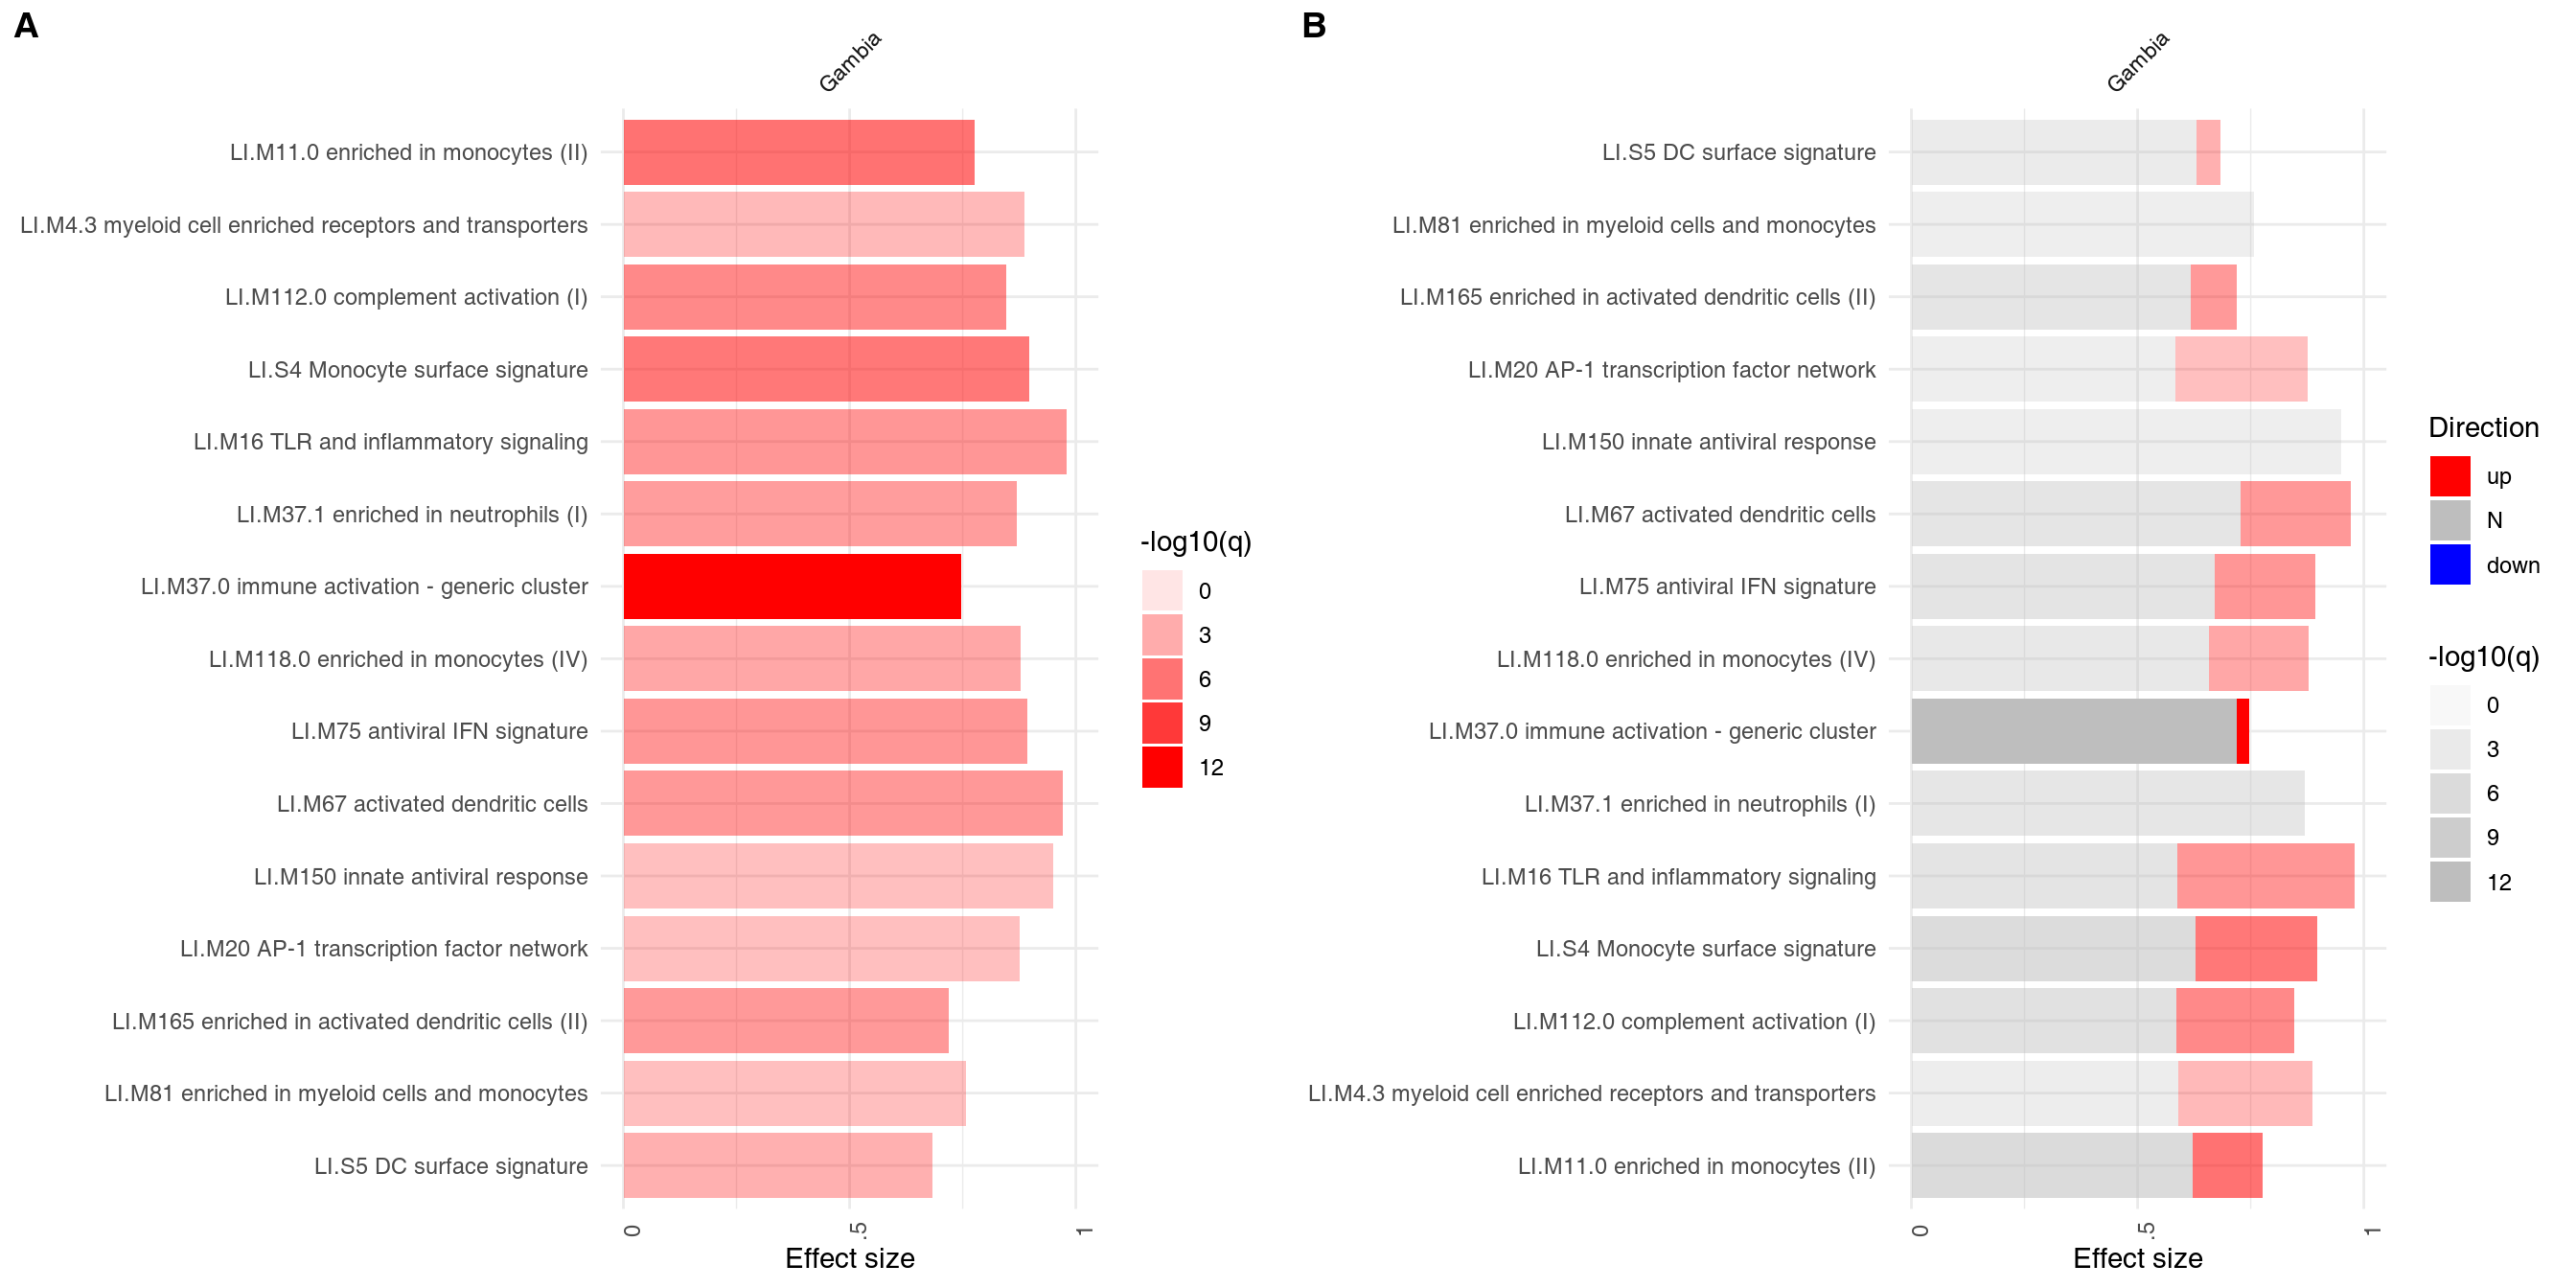 A
Gambia
LI.M11.0 enriched in monocytes (II)
LI.M4.3 myeloid cell enriched receptors and transporters
LI.M112.0 complement activation (I)
LI.S4 Monocyte surface signature
LI.M16 TLR and inflammatory signaling
LI.M37.1 enriched in neutrophils (I)
LI.M37.0 immune activation - generic cluster
LI.M118.0 enriched in monocytes (IV)
LI.M75 antiviral IFN signature
LI.M67 activated dendritic cells
LI.M150 innate antiviral response
LI.M20 AP-1 transcription factor network
LI.M165 enriched in activated dendritic cells (II)
LI.M81 enriched in myeloid cells and monocytes
LI.S5 DC surface signature
0 .5 1
Effect size
-log10(q)
0
3
6
9
12
B
Gambia
LI.S5 DC surface signature
LI.M81 enriched in myeloid cells and monocytes
LI.M165 enriched in activated dendritic cells (II)
LI.M20 AP-1 transcription factor network
LI.M150 innate antiviral response
LI.M67 activated dendritic cells
LI.M75 antiviral IFN signature
LI.M118.0 enriched in monocytes (IV)
LI.M37.0 immune activation - generic cluster
LI.M37.1 enriched in neutrophils (I)
LI.M16 TLR and inflammatory signaling
LI.S4 Monocyte surface signature
LI.M112.0 complement activation (I)
LI.M4.3 myeloid cell enriched receptors and transporters
LI.M11.0 enriched in monocytes (II)
0 .5 1
Effect size
Direction
up
N
down
-log10(q)
0
3
6
9
12